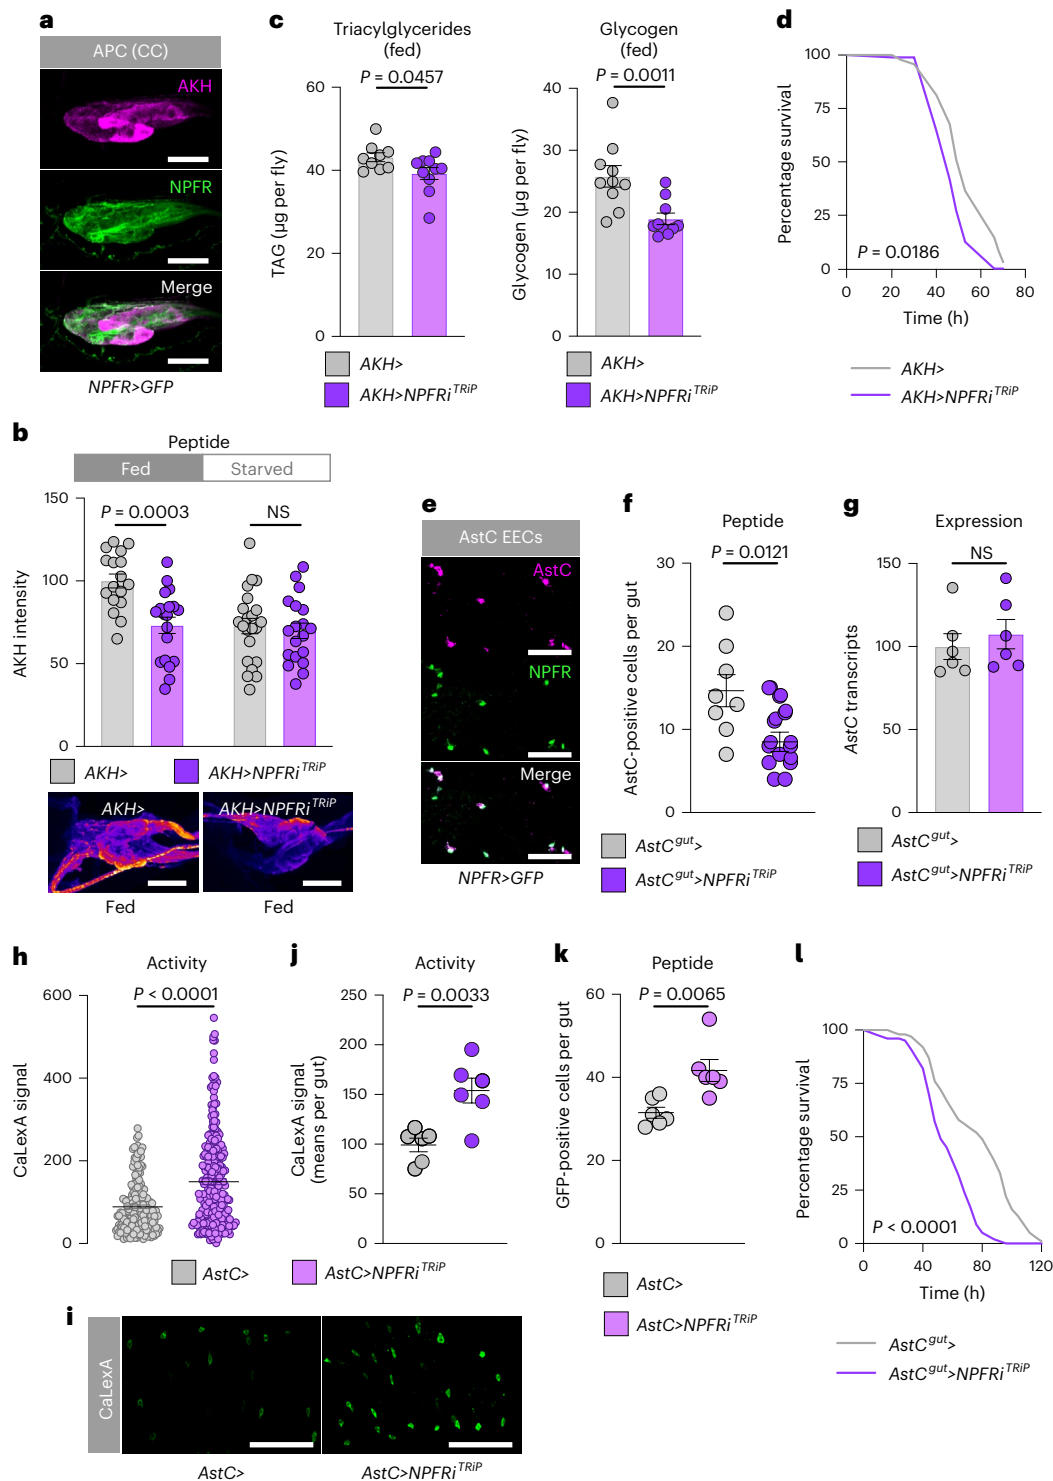 a
APC (CC)
AKH
NPFR
Merge
NPFR>GFP
c
Triacylglycerides
(fed)
P = 0.0457
60
40
20
0
TAG (µg per fly)
AKH>
AKH>NPFRi TRiP
Glycogen
(fed)
P = 0.0011
40
30
20
10
0
Glycogen (µg per fly)
AKH>
AKH>NPFRi TRiP
d
100
75
50
25
0
Percentage survival
P = 0.0186
0 20 40 60 80
Time (h)
AKH>
AKH>NPFRi TRiP
b
Peptide
Fed Starved
150
100
50
0
AKH intensity
P = 0.0003 NS
AKH> AKH>NPFRi TRiP
AKH> AKH>NPFRi TRiP
Fed Fed
e
AstC EECs
AstC
NPFR
Merge
NPFR>GFP
f
Peptide
P = 0.0121
30
20
10
0
AstC-positive cells per gut
AstC gut>
AstC gut>NPFRi TRiP
g
Expression
NS
150
100
50
0
AstC transcripts
AstC gut>
AstC gut>NPFRi TRiP
h
Activity
P < 0.0001
600
400
200
0
CaLexA signal
j
Activity
P = 0.0033
250
200
150
100
50
0
CaLexA signal
(means per gut)
AstC> AstC>NPFRi TRiP
k
Peptide
P = 0.0065
60
40
20
0
GFP-positive cells per gut
AstC>
AstC>NPFRi TRiP
l
100
75
50
25
0
Percentage survival
P < 0.0001
0 40 80 120
Time (h)
AstC gut>
AstC gut>NPFRi TRiP
i
CaLexA
AstC> AstC>NPFRi TRiP